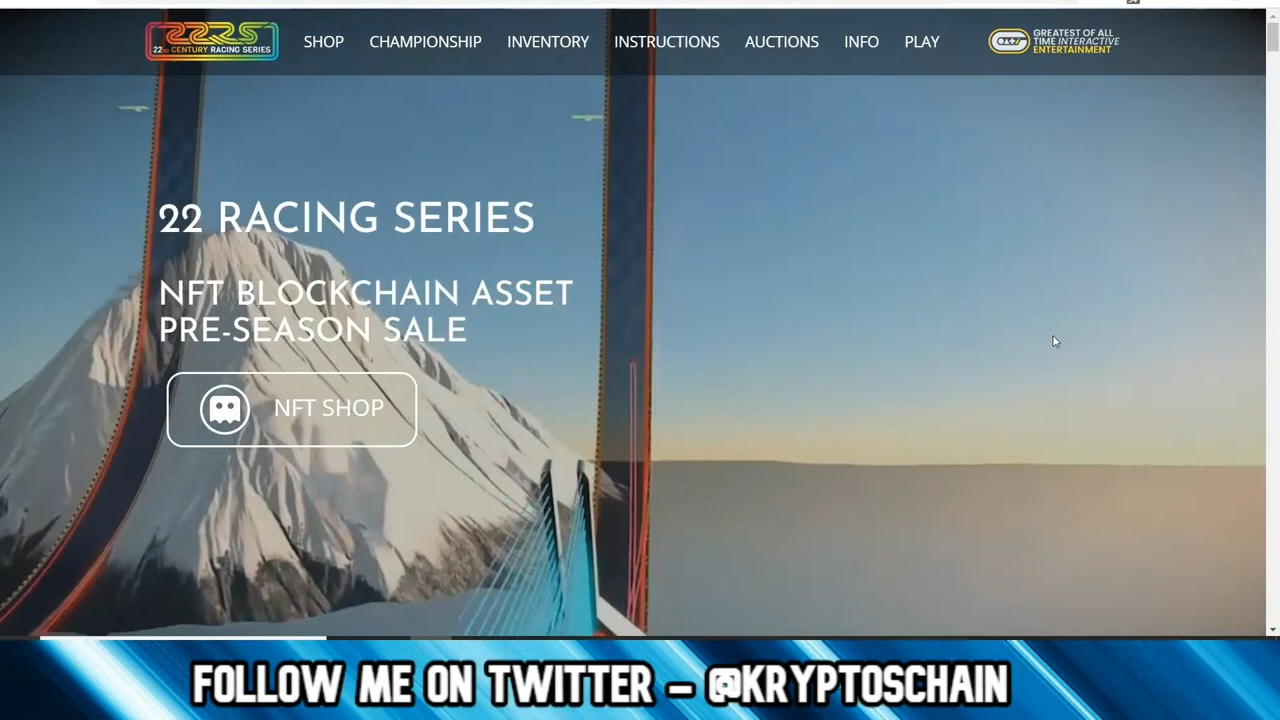 22RS
22nd CENTURY RACING SERIES
SHOP
CHAMPIONSHIP
INVENTORY
INSTRUCTIONS
AUCTIONS
INFO
PLAY
GREATEST OF ALL
TIME INTERACTIVE
ENTERTAINMENT
22 RACING SERIES
NFT BLOCKCHAIN ASSET
PRE-SEASON SALE
NFT SHOP
FOLLOW ME ON TWITTER - @KRYPTOSCHAIN